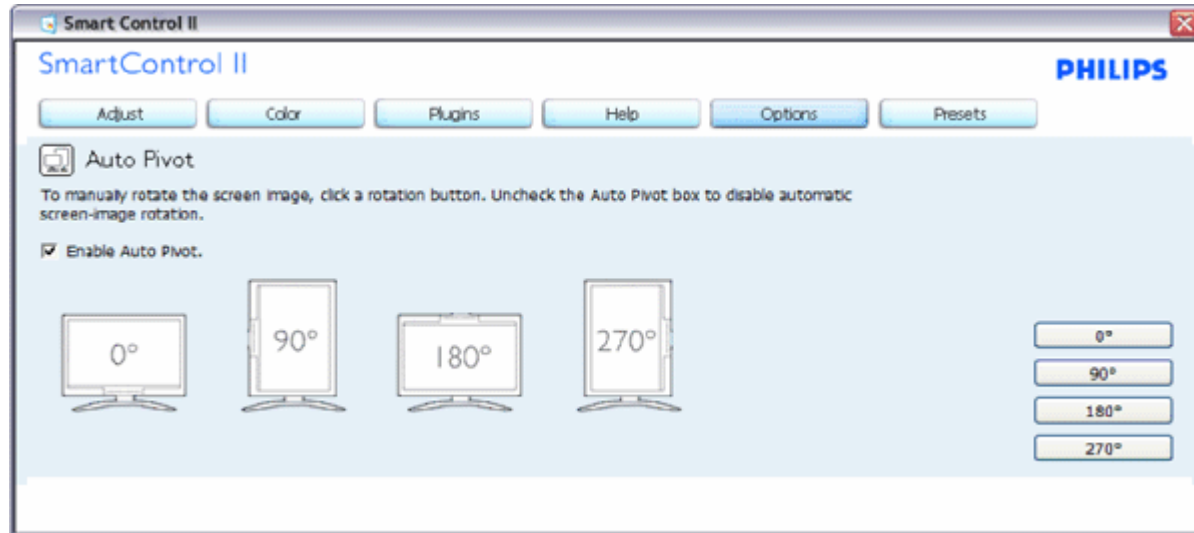 Smart Control II
SmartControl II
PHILIPS
Adjust Color Plugins Help Options Presets
Auto Pivot
To manually rotate the screen image, click a rotation button. Uncheck the Auto Pivot box to disable automatic
screen-image rotation.
Enable Auto Pivot.
0° 90° 180° 270°
0°
90°
180°
270°